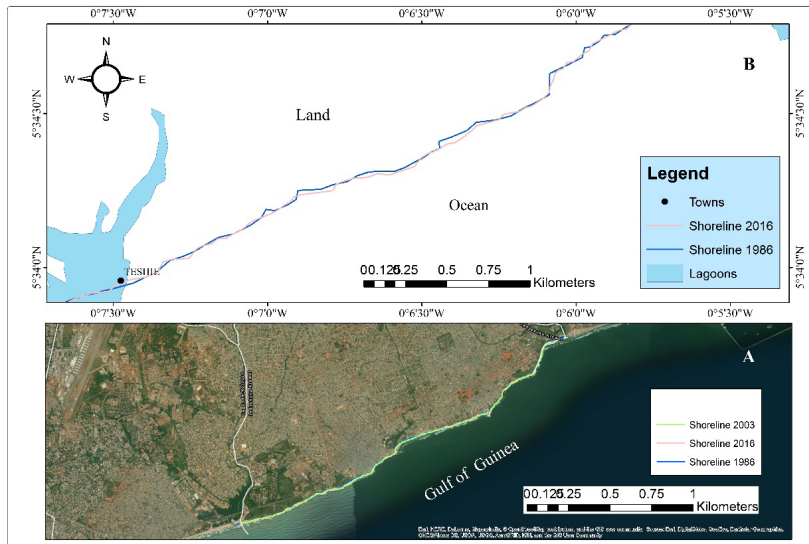 0°7'30"W 0°7'0"W 0°6'30"W 0°6'0"W 0°5'30"W
N
W E
S
B
5°34'30"N 5°34'30"N
Land
Ocean
Legend
Towns
Shoreline 2016
Shoreline 1986
Lagoons
TESHIE
5°34'0"N 5°34'0"N
0 0.125 0.25 0.5 0.75 1
Kilometers
0°7'30"W 0°7'0"W 0°6'30"W 0°6'0"W 0°5'30"W
A
Shoreline 2003
Shoreline 2016
Shoreline 1986
Gulf of Guinea
0 0.125 0.25 0.5 0.75 1
Kilometers